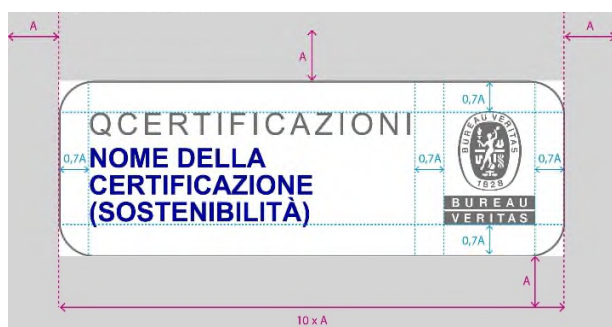 A
A
A
0,7A
QCERTIFICAZIONI
0,7A
NOME DELLA
CERTIFICAZIONE
(SOSTENIBILITÀ)
0,7A
0,7A
BUREAU VERITAS
1828
BUREAU
VERITAS
0,7A
A
10 x A